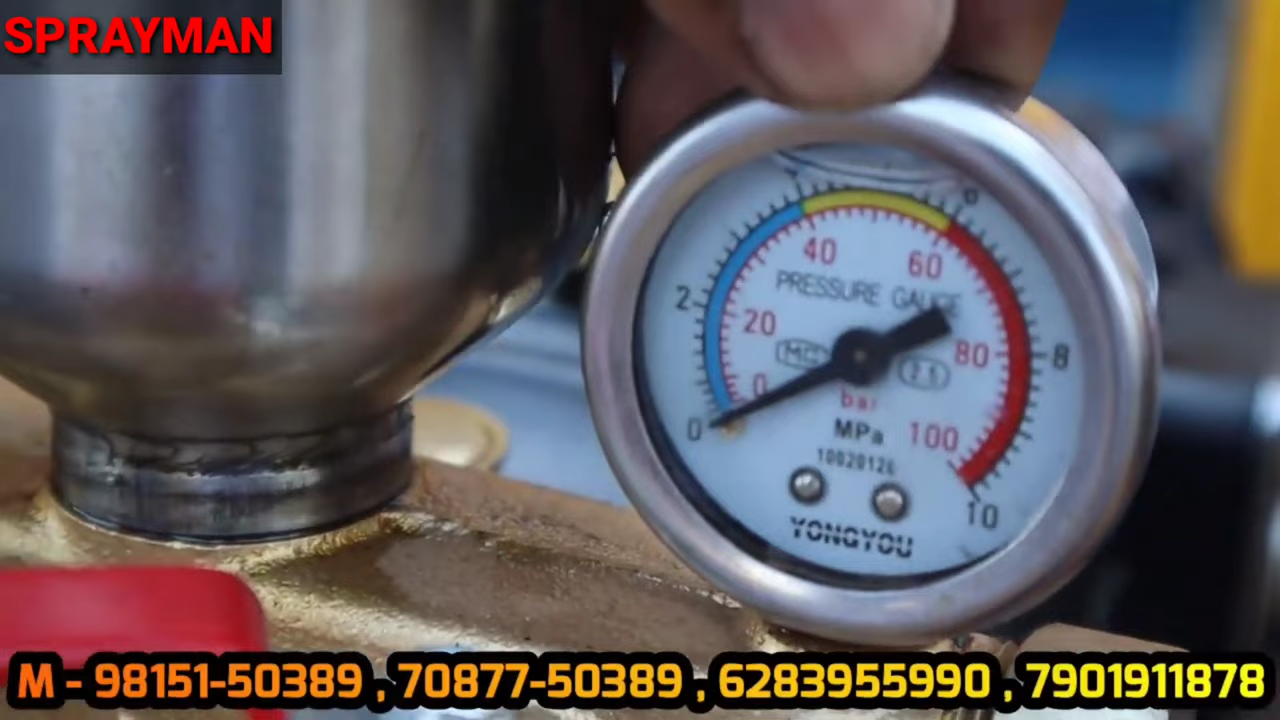 SPRAYMAN
6
40 60
PRESSURE GAUGE
2 20 80 8
0 bar
0 MPa 100
10020126
10
YONGYOU
M - 98151-50389 , 70877-50389 , 6283955990 , 7901911878